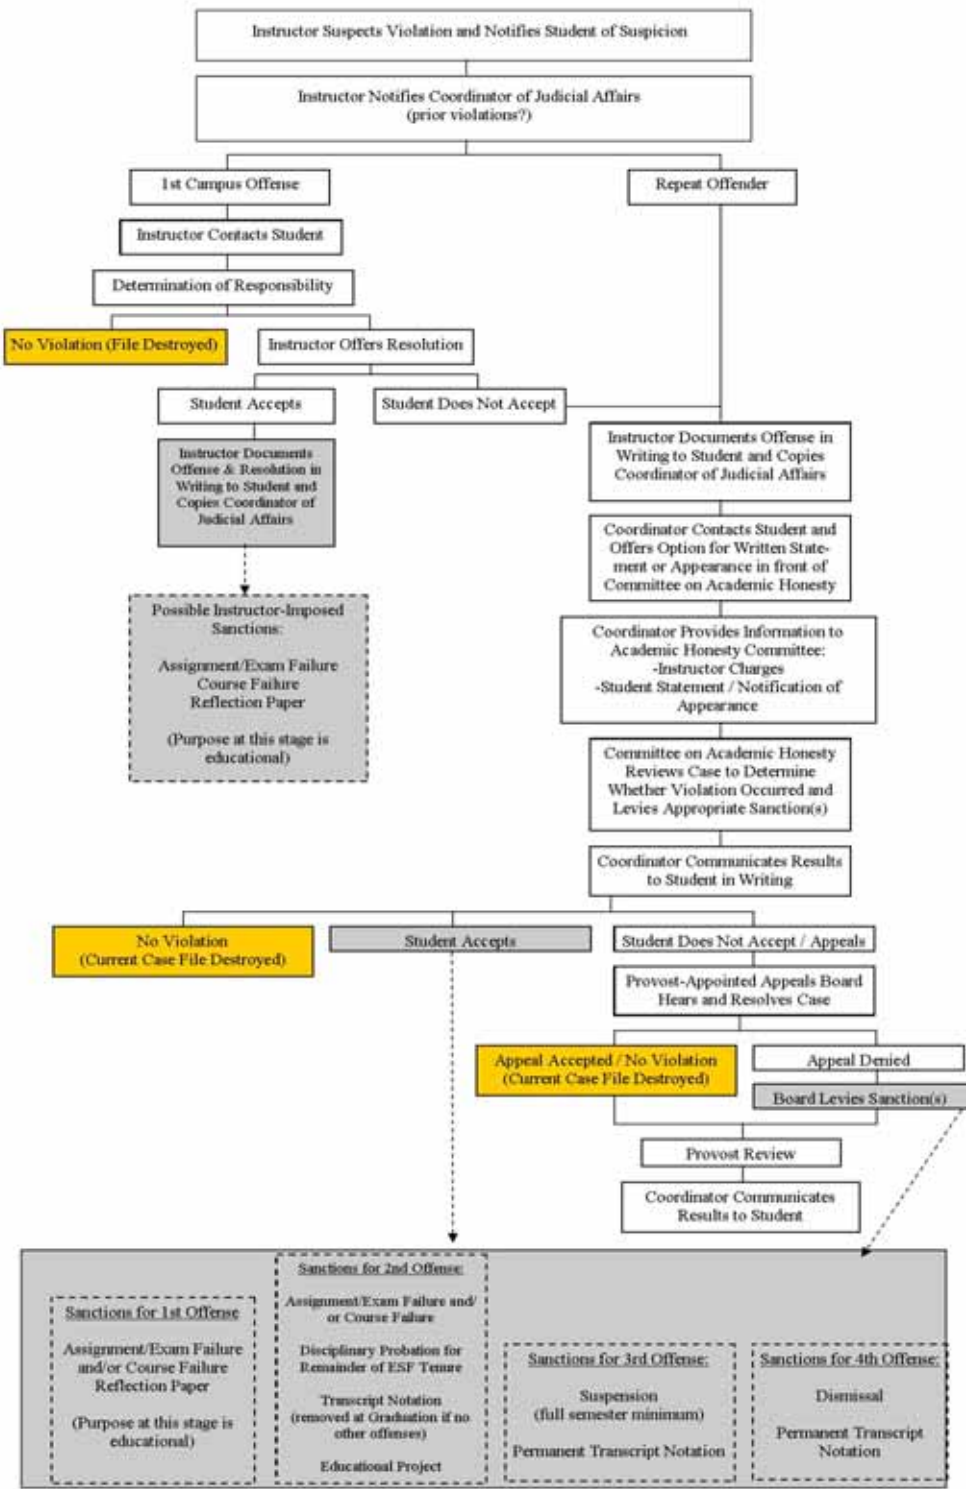 Instructor Suspects Violation and Notifies Student of Suspicion
Instructor Notifies Coordinator of Judicial Affairs
(prior violations?)
1st Campus Offense
Repeat Offender
Instructor Contacts Student
Determination of Responsibility
No Violation (File Destroyed)
Instructor Offers Resolution
Student Accepts
Student Does Not Accept
Instructor Documents
Offense & Resolution in
Writing to Student and
Copies Coordinator of
Judicial Affairs
Possible Instructor-Imposed
Sanctions:
Assignment/Exam Failure
Course Failure
Reflection Paper
(Purpose at this stage is
educational)
Instructor Documents Offense in
Writing to Student and Copies
Coordinator of Judicial Affairs
Coordinator Contacts Student and
Offers Option for Written State-
ment or Appearance in front of
Committee on Academic Honesty
Coordinator Provides Information to
Academic Honesty Committee:
-Instructor Charges
-Student Statement / Notification of
Appearance
Committee on Academic Honesty
Reviews Case to Determine
Whether Violation Occurred and
Levies Appropriate Sanction(s)
Coordinator Communicates Results
to Student in Writing
No Violation
(Current Case File Destroyed)
Student Accepts
Student Does Not Accept / Appeals
Provost-Appointed Appeals Board
Hears and Resolves Case
Appeal Accepted / No Violation
(Current Case File Destroyed)
Appeal Denied
Board Levies Sanction(s)
Provost Review
Coordinator Communicates
Results to Student
Sanctions for 1st Offense
Assignment/Exam Failure
and/or Course Failure
Reflection Paper
(Purpose at this stage is
educational)
Sanctions for 2nd Offense:
Assignment/Exam Failure and/
or Course Failure
Disciplinary Probation for
Remainder of ESF Tenure
Transcript Notation
(removed at Graduation if no
other offenses)
Educational Project
Sanctions for 3rd Offense:
Suspension
(full semester minimum)
Permanent Transcript Notation
Sanctions for 4th Offense:
Dismissal
Permanent Transcript
Notation